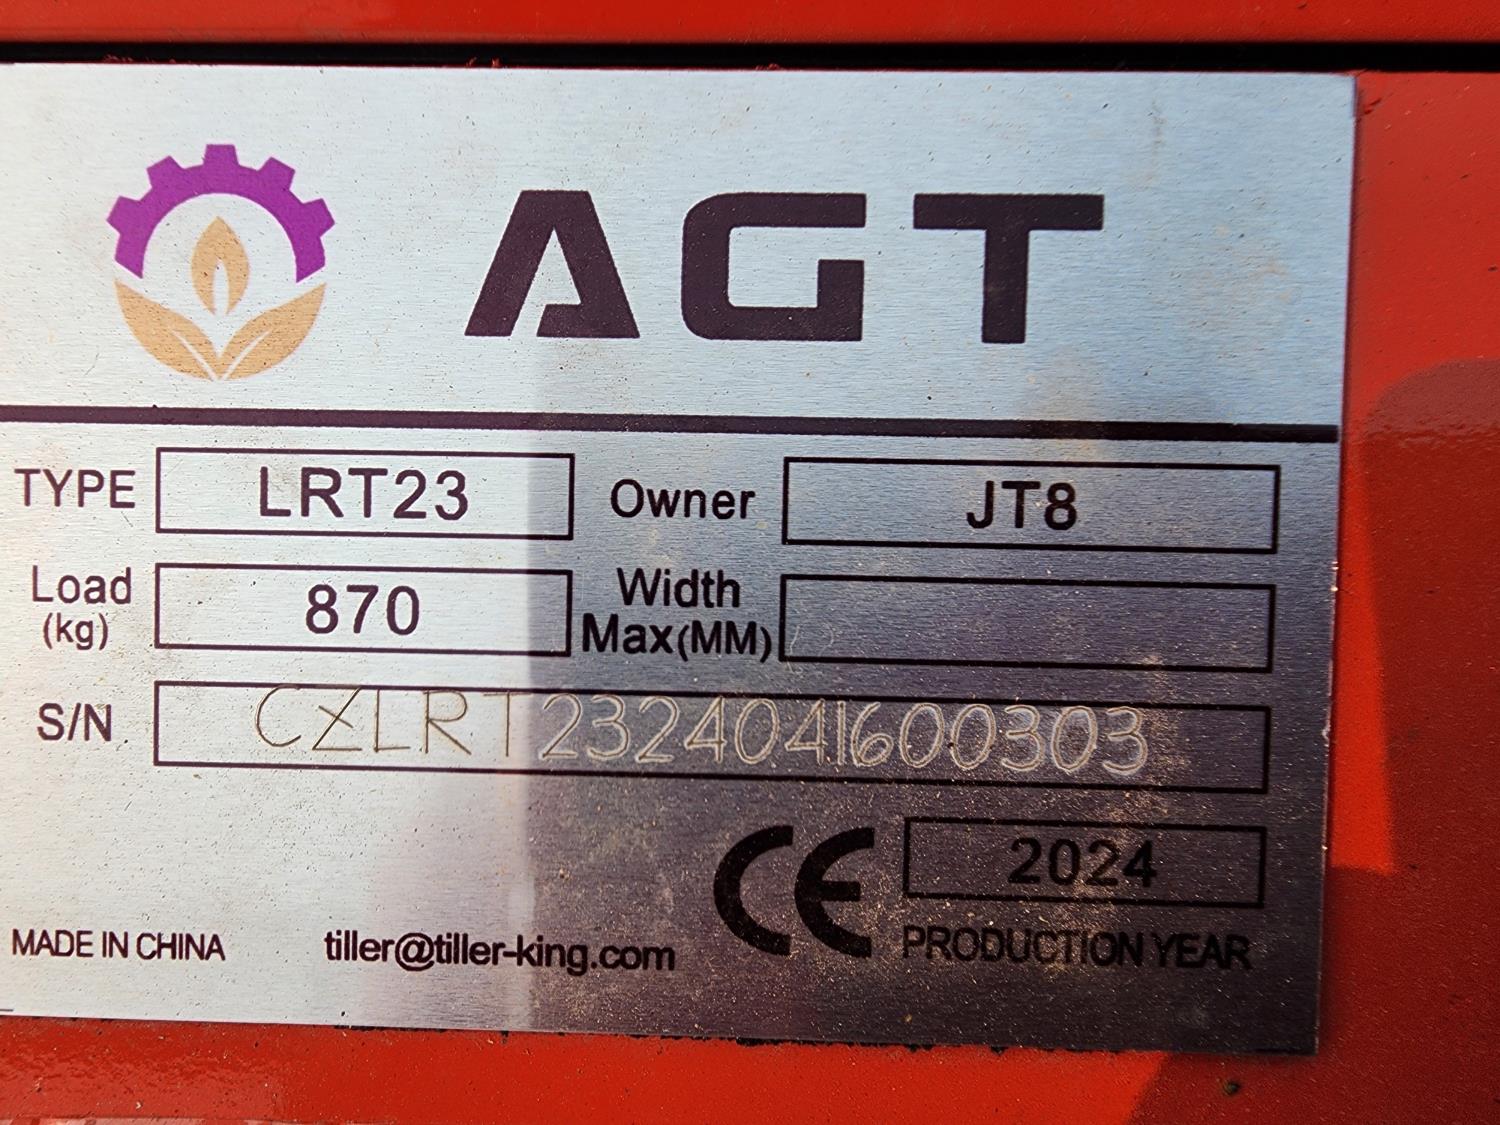 AGT
TYPE LRT23 Owner JT8
Load (kg) 870 Width Max(MM)
S/N CZLRT2324041600303
MADE IN CHINA tiller@tiller-king.com CE 2024
PRODUCTION YEAR